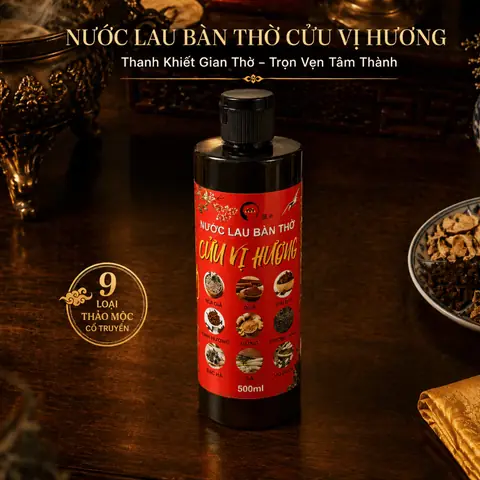 NƯỚC LAU BÀN THỜ CỬU VỊ HƯƠNG
Thanh Khiết Gian Thờ – Trọn Vẹn Tâm Thành
9
LOẠI
THẢO MỘC
CỔ TRUYỀN
NƯỚC LAU BÀN THỜ
CỬU VỊ HƯƠNG
500ml